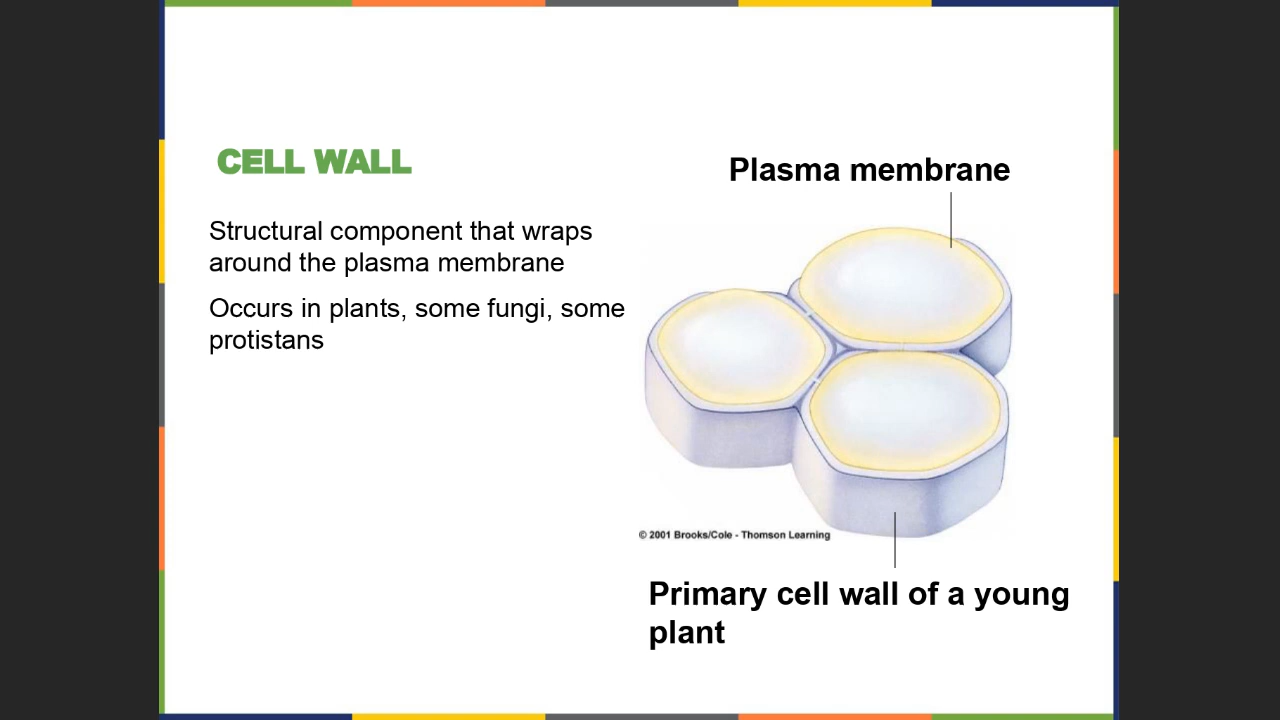 CELL WALL
Structural component that wraps
around the plasma membrane
Occurs in plants, some fungi, some
protistans
Plasma membrane
© 2001 Brooks/Cole - Thomson Learning
Primary cell wall of a young
plant